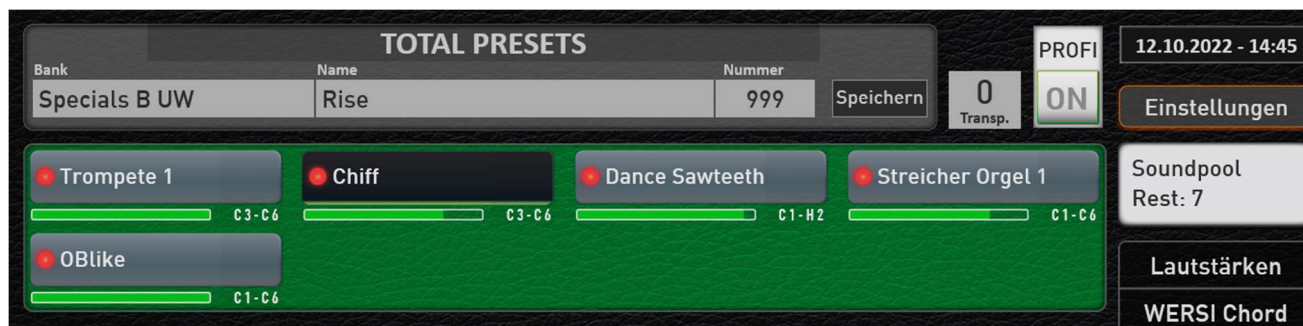 TOTAL PRESETS
Bank Name Nummer
Specials B UW Rise 999 Speichern
0
Transp.
PROFI
ON
12.10.2022 - 14:45
Einstellungen
Trompete 1 Chiff Dance Sawteeth Streicher Orgel 1
C3-C6 C3-C6 C1-H2 C1-C6
OBlike
C1-C6
Soundpool
Rest: 7
Lautstärken
WERSI Chord